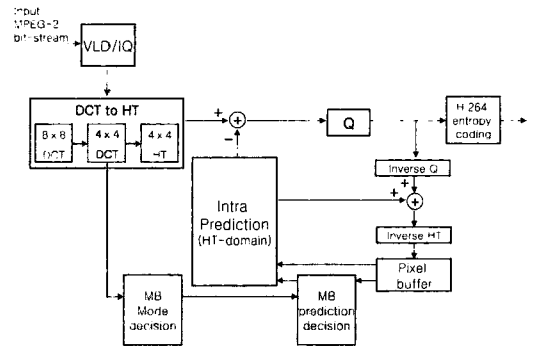 Input
MPEG-2
bit-stream
VLD/IQ
DCT to HT
8 x 8
DCT
4 x 4
DCT
4 x 4
HT
+
+
−
Q
H.264
entropy
coding
Inverse Q
+
+
+
Intra
Prediction
(HT-domain)
Inverse HT
Pixel
buffer
MB
Mode
decision
MB
prediction
decision